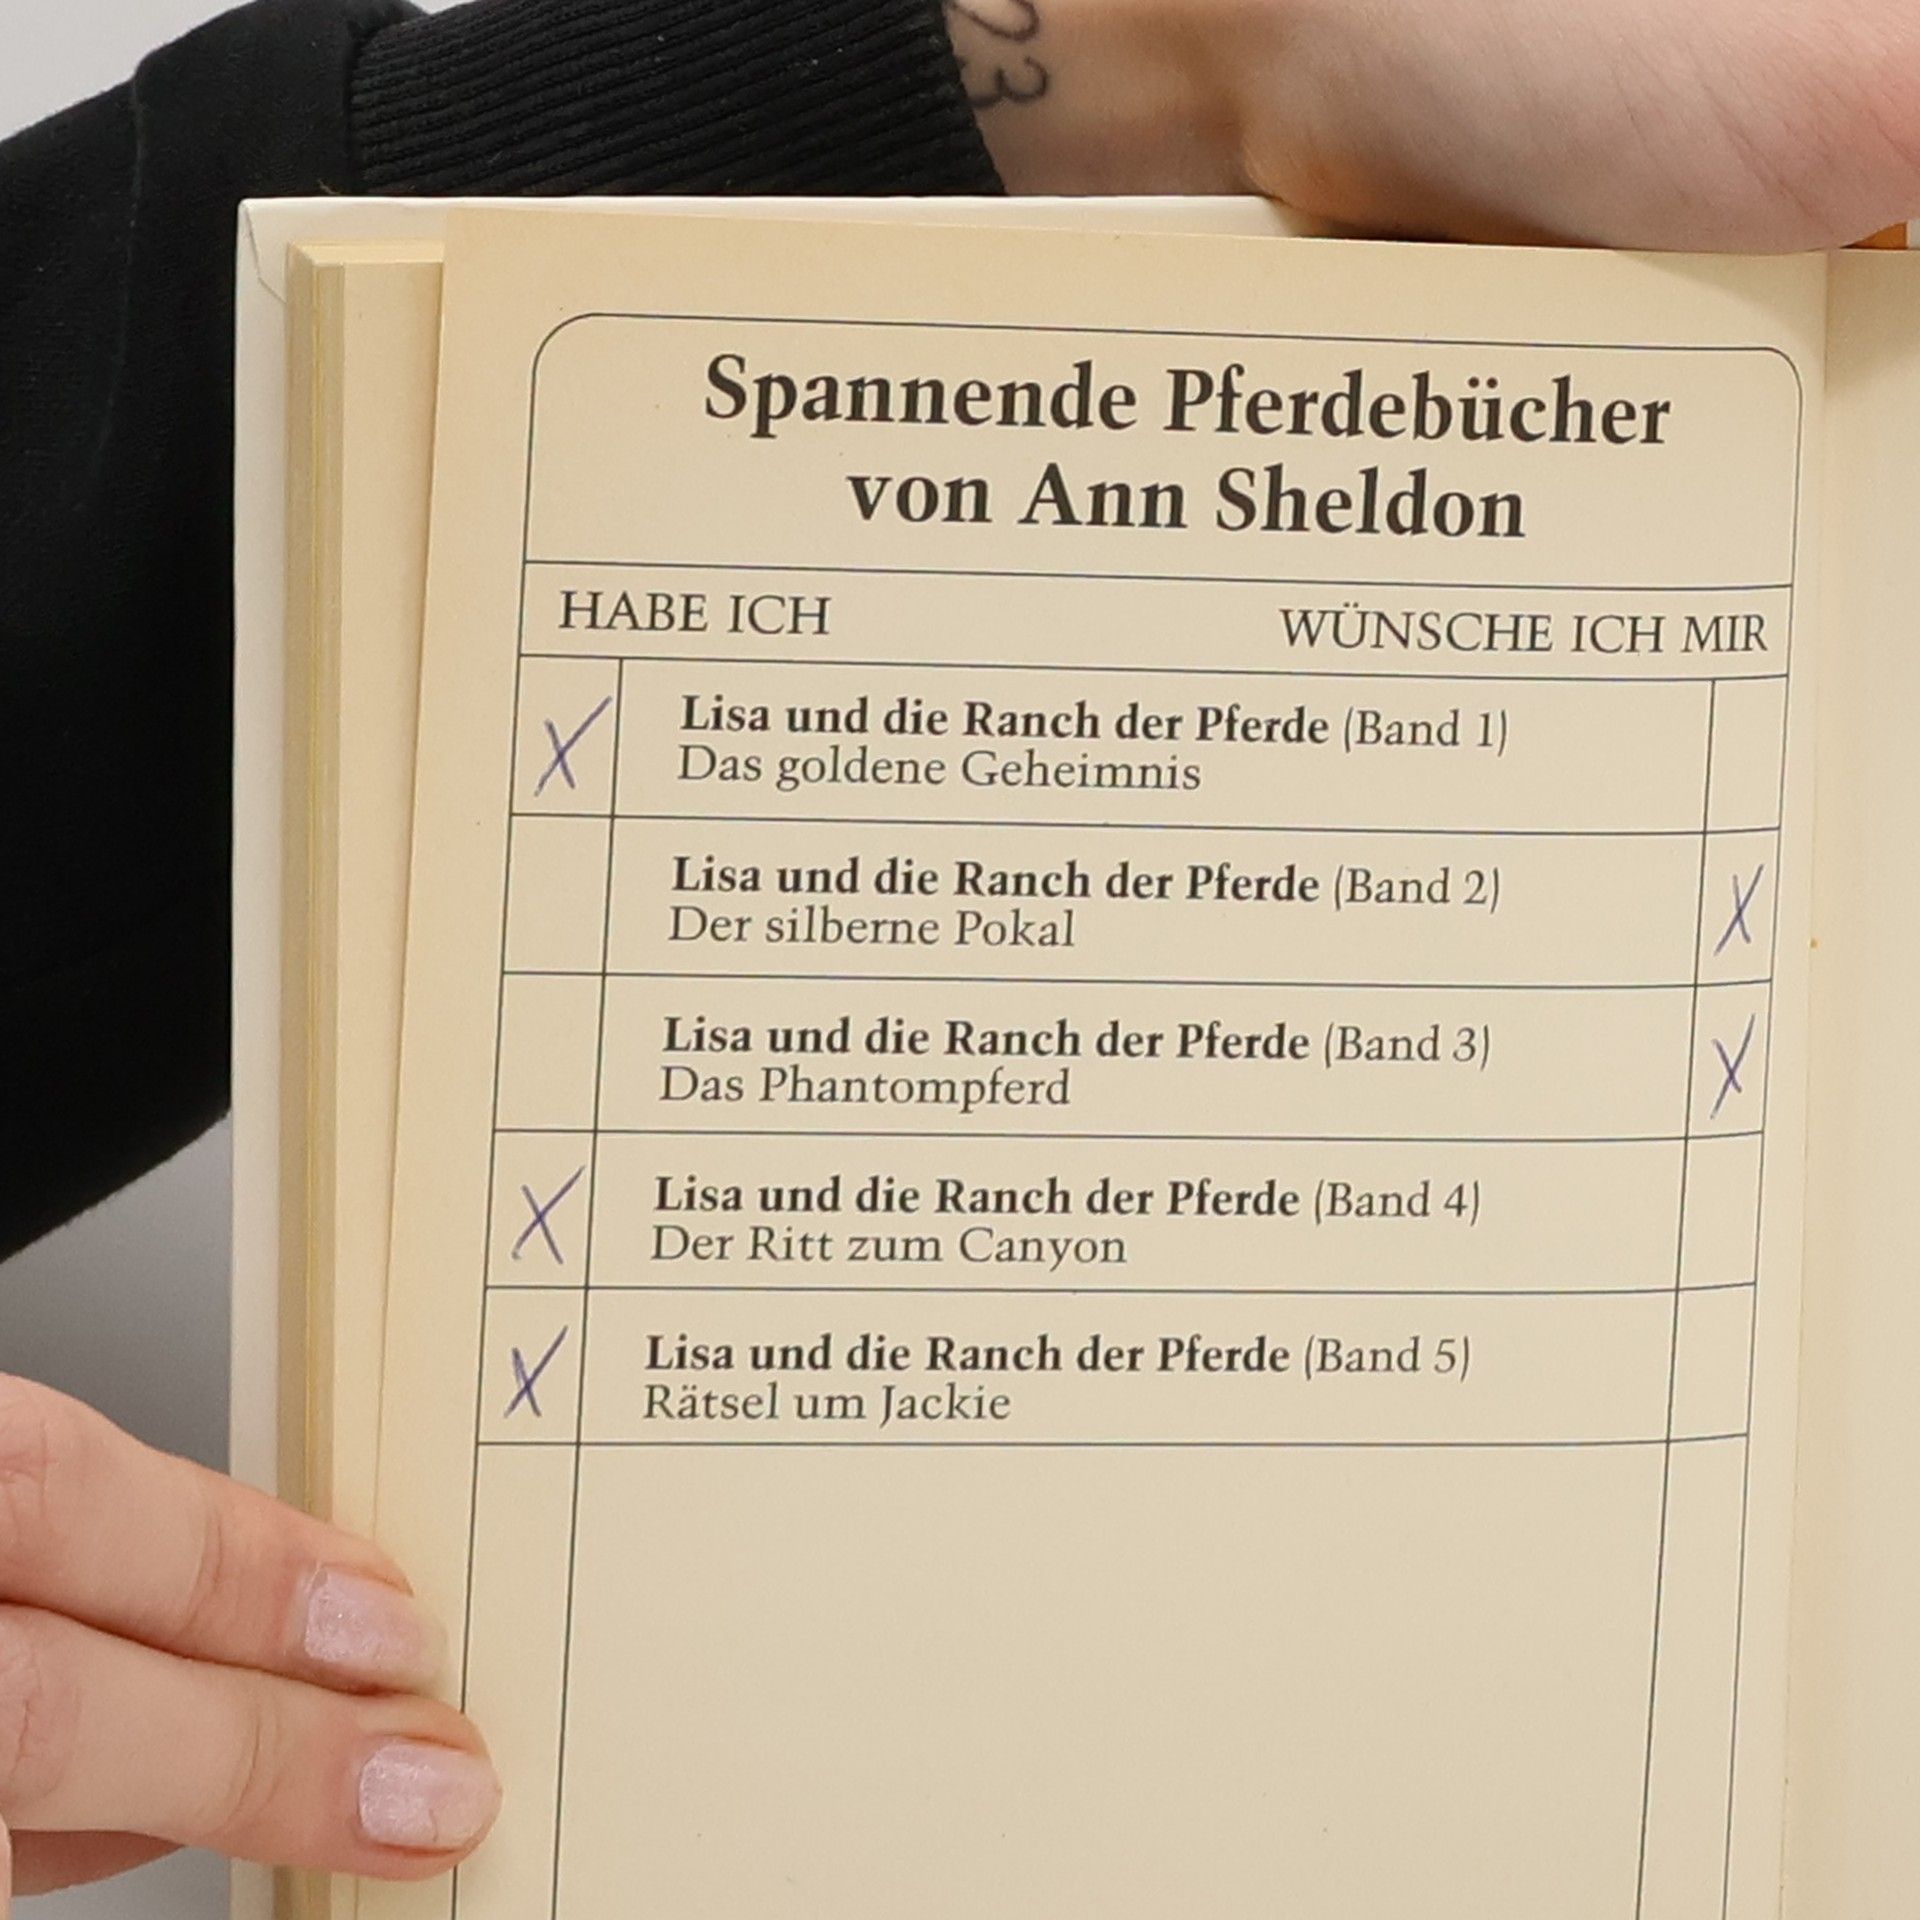 23
Spannende Pferdebücher
von Ann Sheldon
HABE ICH WÜNSCHE ICH MIR
X Lisa und die Ranch der Pferde (Band 1)
Das goldene Geheimnis
Lisa und die Ranch der Pferde (Band 2) X
Der silberne Pokal
Lisa und die Ranch der Pferde (Band 3) X
Das Phantompferd
X Lisa und die Ranch der Pferde (Band 4)
Der Ritt zum Canyon
X Lisa und die Ranch der Pferde (Band 5)
Rätsel um Jackie